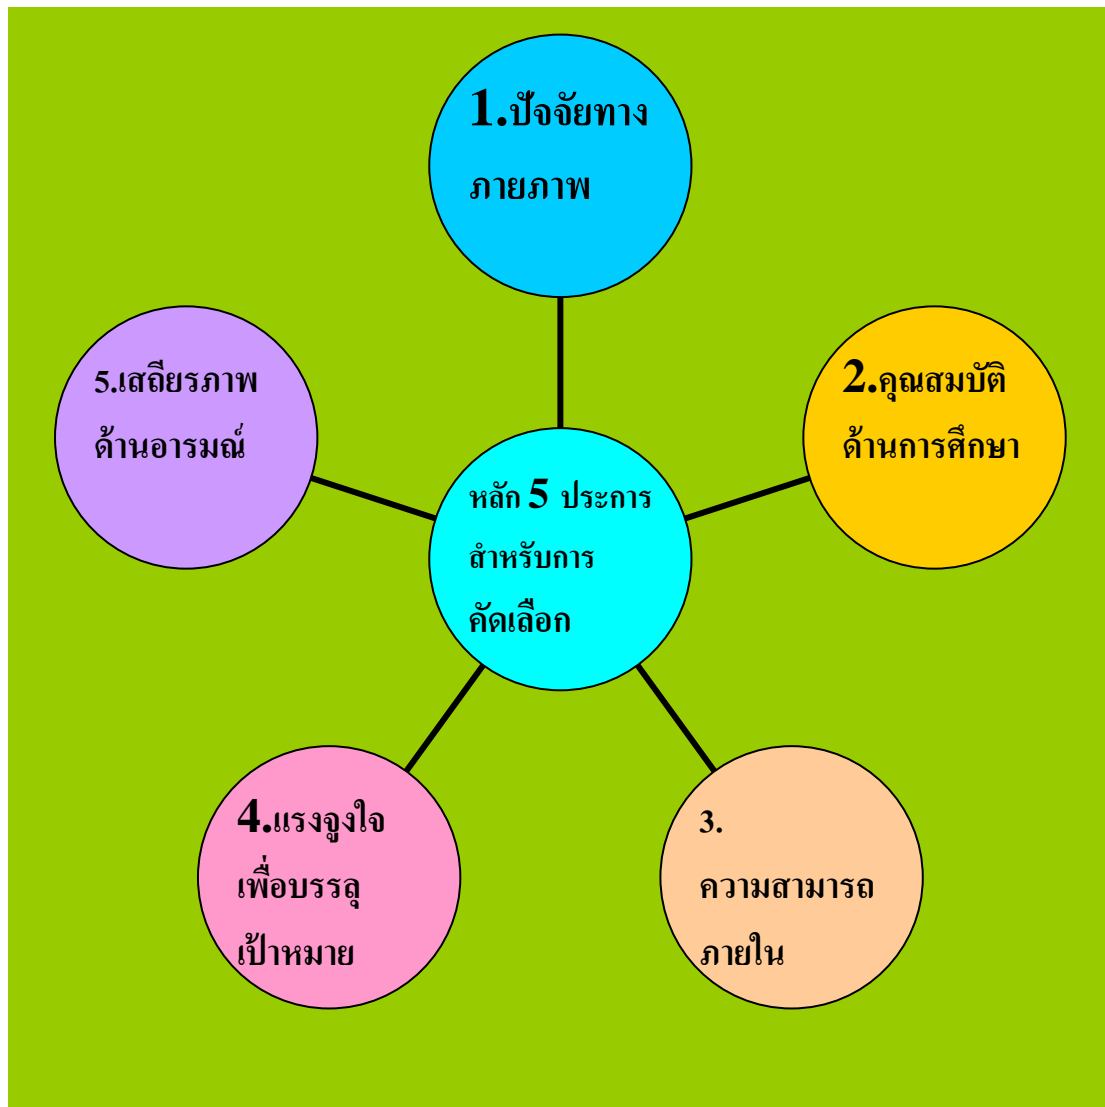 1.ปัจจัยทาง
ภายภาพ
2.คุณสมบัติ
ด้านการศึกษา
3.
ความสามารถ
ภายใน
4.แรงจูงใจ
เพื่อบรรลุ
เป้าหมาย
5.เสถียรภาพ
ด้านอารมณ์
หลัก 5 ประการ
สำหรับการ
คัดเลือก